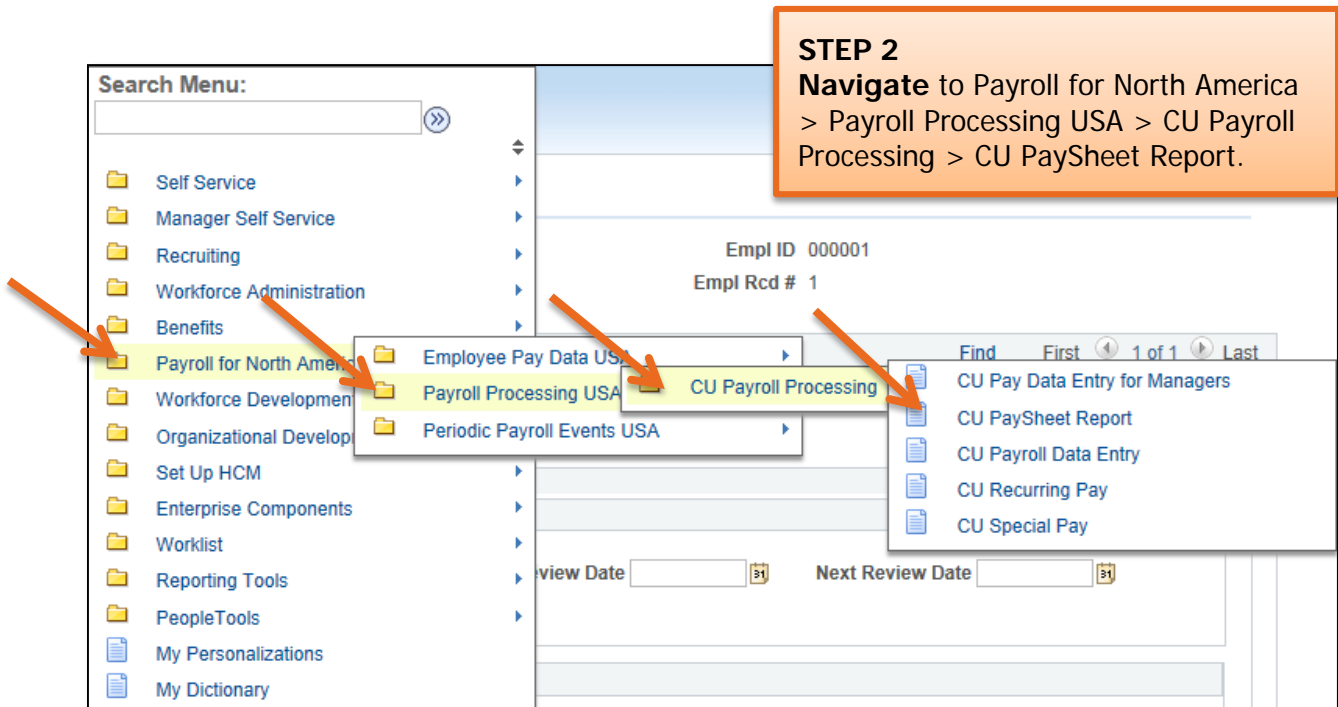 STEP 2
Navigate to Payroll for North America
> Payroll Processing USA > CU Payroll
Processing > CU PaySheet Report.
Search Menu:
Self Service
Manager Self Service
Recruiting
Workforce Administration
Benefits
Payroll for North Ameri
Workforce Developmen
Organizational Develop
Set Up HCM
Enterprise Components
Worklist
Reporting Tools
PeopleTools
My Personalizations
My Dictionary
Employee Pay Data USA
Payroll Processing USA
Periodic Payroll Events USA
CU Payroll Processing
CU Pay Data Entry for Managers
CU PaySheet Report
CU Payroll Data Entry
CU Recurring Pay
CU Special Pay
Empl ID 000001
Empl Rcd # 1
Find First 1 of 1 Last
view Date 31 Next Review Date 31